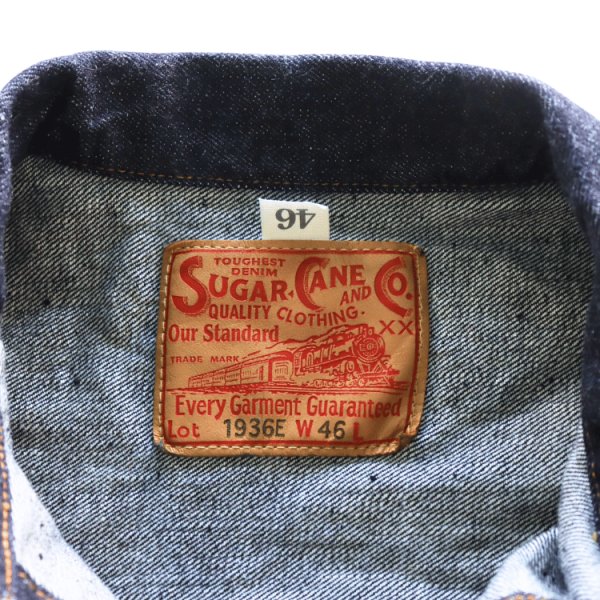 46
TOUGHEST
DENIM
SUGAR CANE AND CO.
QUALITY CLOTHING.
Our Standard XX
TRADE MARK
Every Garment Guaranteed
Lot 1936E W 46 L